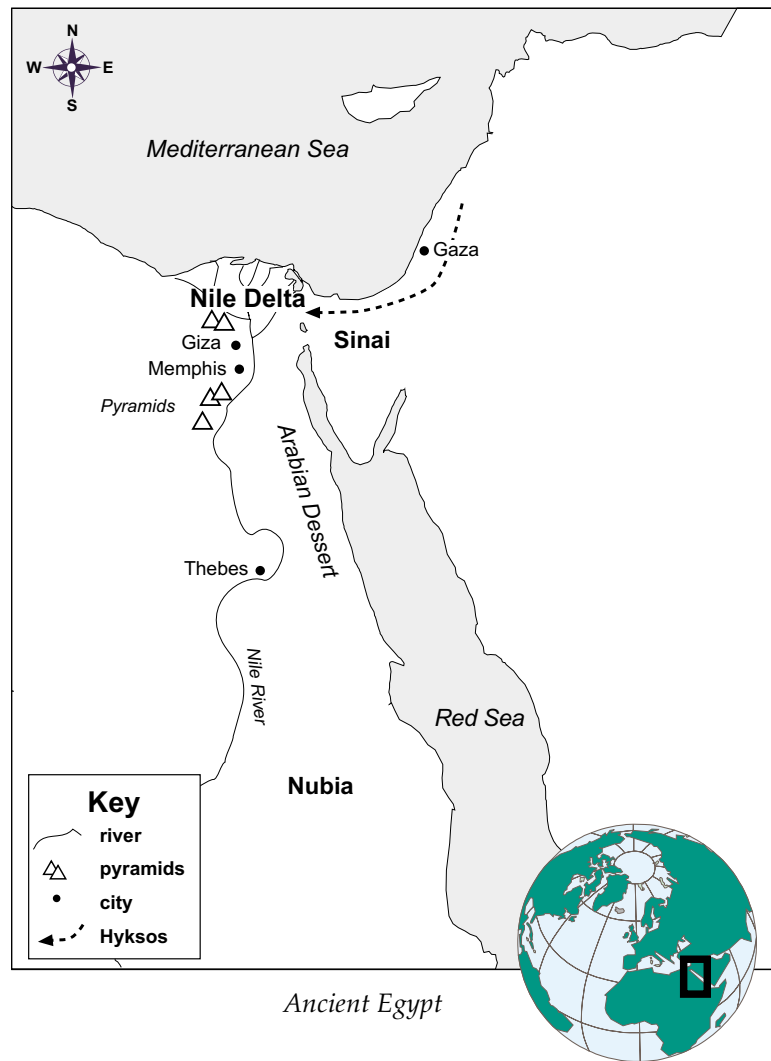 N
W E
S
Mediterranean Sea
Gaza
Nile Delta
Sinai
Giza
Memphis
Pyramids
Arabian Dessert
Thebes
Nile River
Red Sea
Nubia
Key
river
pyramids
city
Hyksos
Ancient Egypt